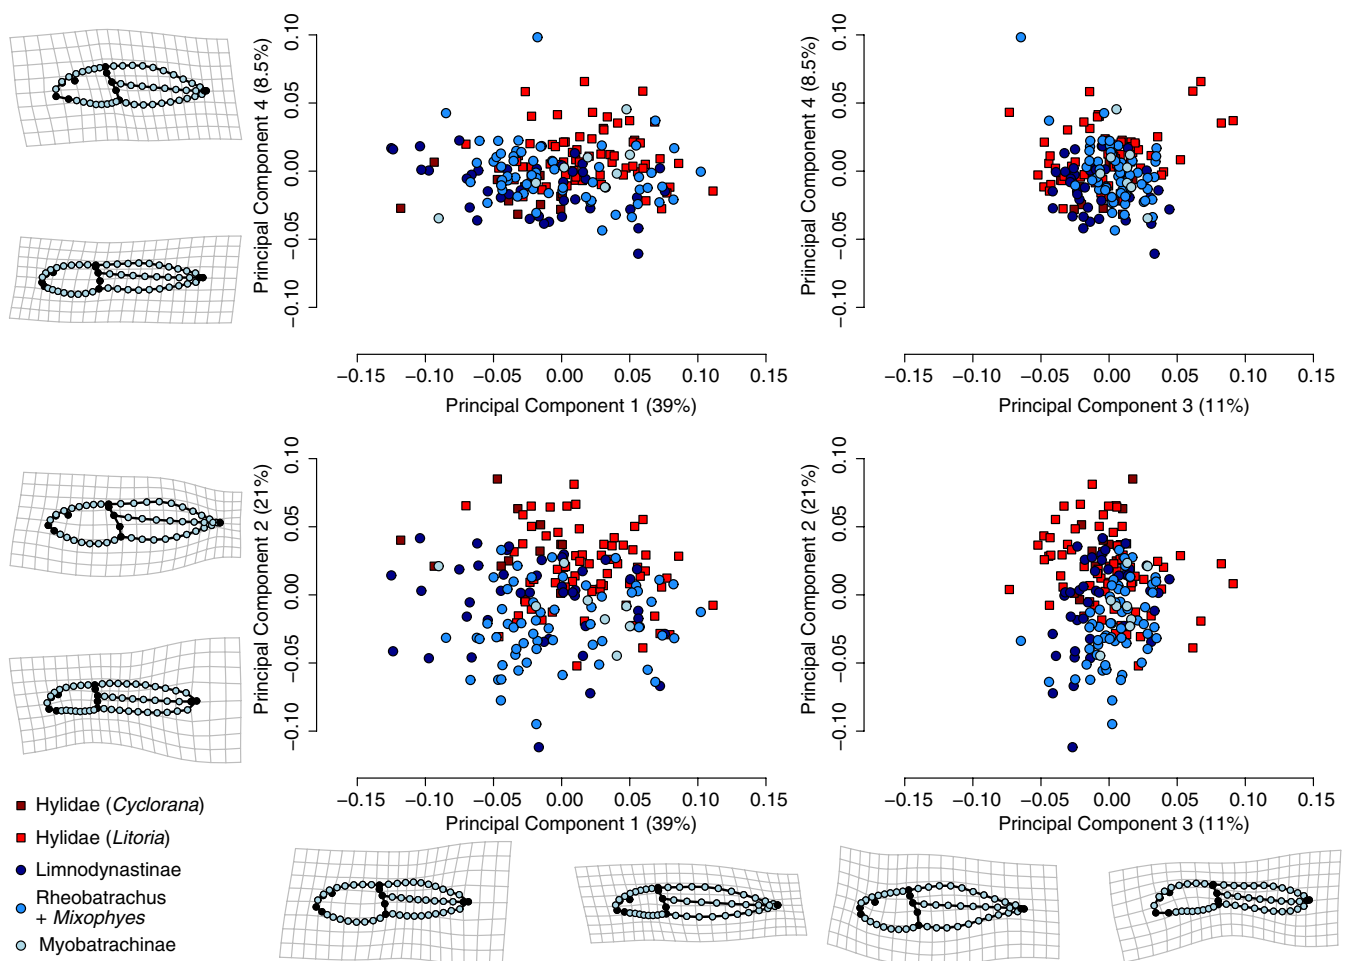 Principal Component 4 (8.5%)
0.10
0.05
0.00
−0.05
−0.10
−0.15 −0.10 −0.05 0.00 0.05 0.10 0.15
Principal Component 1 (39%)
Principal Component 4 (8.5%)
0.10
0.05
0.00
−0.05
−0.10
−0.15 −0.10 −0.05 0.00 0.05 0.10 0.15
Principal Component 3 (11%)
Principal Component 2 (21%)
0.10
0.05
0.00
−0.05
−0.10
−0.15 −0.10 −0.05 0.00 0.05 0.10 0.15
Principal Component 1 (39%)
Principal Component 2 (21%)
0.10
0.05
0.00
−0.05
−0.10
−0.15 −0.10 −0.05 0.00 0.05 0.10 0.15
Principal Component 3 (11%)
Hylidae (Cyclorana)
Hylidae (Litoria)
Limnodynastinae
Rheobatrachus
+ Mixophyes
Myobatrachinae